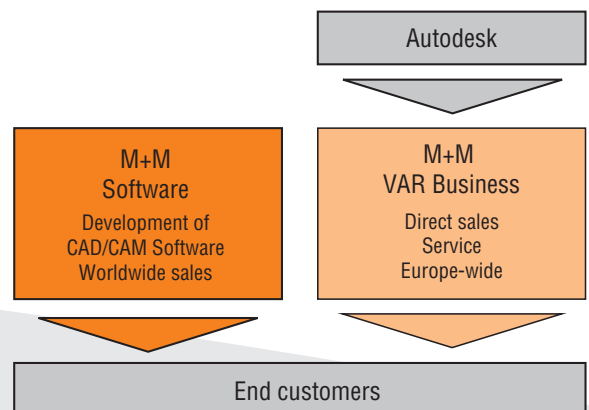 Autodesk
M+M
Software
Development of
CAD/CAM Software
Worldwide sales
M+M
VAR Business
Direct sales
Service
Europe-wide
End customers